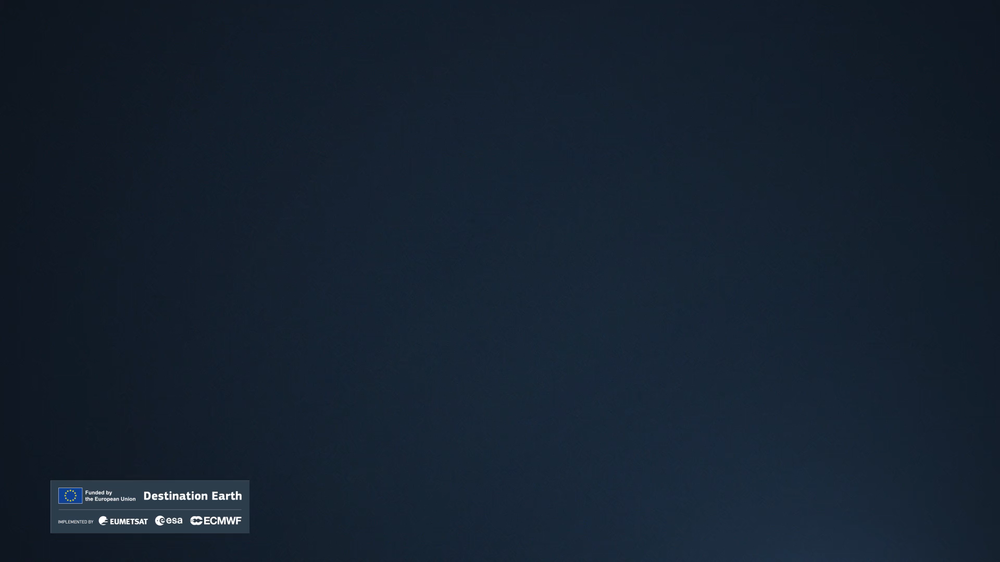 Funded by
the European Union
Destination Earth
IMPLEMENTED BY EUMETSAT esa ECMWF